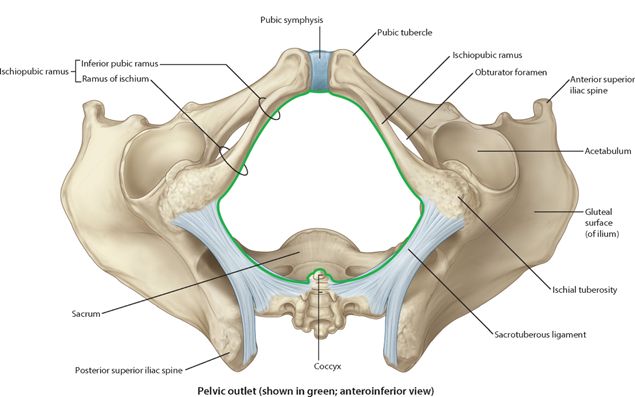 Pubic symphysis
Pubic tubercle
Inferior pubic ramus
Ischiopubic ramus
Ramus of ischium
Ischiopubic ramus
Obturator foramen
Anterior superior
iliac spine
Acetabulum
Gluteal
surface
(of ilium)
Ischial tuberosity
Sacrum
Sacrotuberous ligament
Coccyx
Posterior superior iliac spine
Pelvic outlet (shown in green; anteroinferior view)